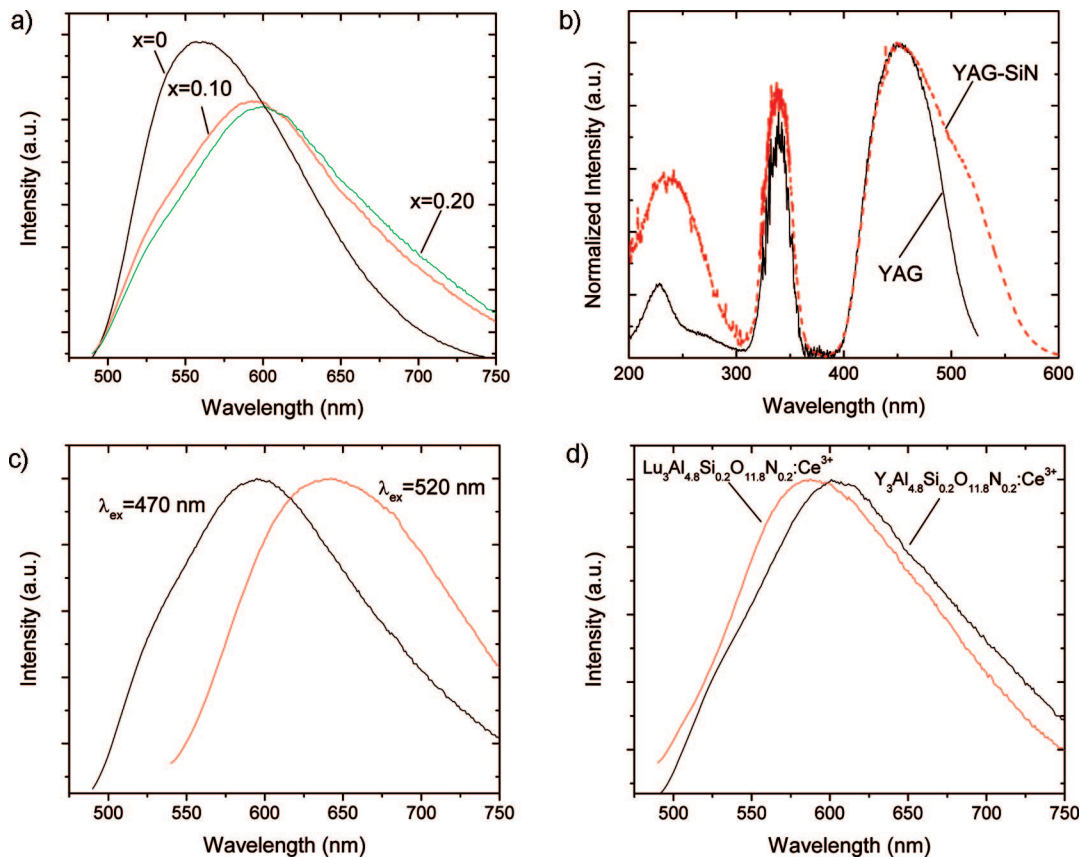 a)
x=0
x=0.10
x=0.20
Intensity (a.u.)
500 550 600 650 700 750
Wavelength (nm)
b)
YAG-SiN
YAG
Normalized Intensity (a.u.)
200 300 400 500 600
Wavelength (nm)
c)
λex=470 nm
λex=520 nm
Intensity (a.u.)
500 550 600 650 700 750
Wavelength (nm)
d)
Lu₃Al₄.₈Si₀.₂O₁₁.₈N₀.₂:Ce³⁺
Y₃Al₄.₈Si₀.₂O₁₁.₈N₀.₂:Ce³⁺
Intensity (a.u.)
500 550 600 650 700 750
Wavelength (nm)